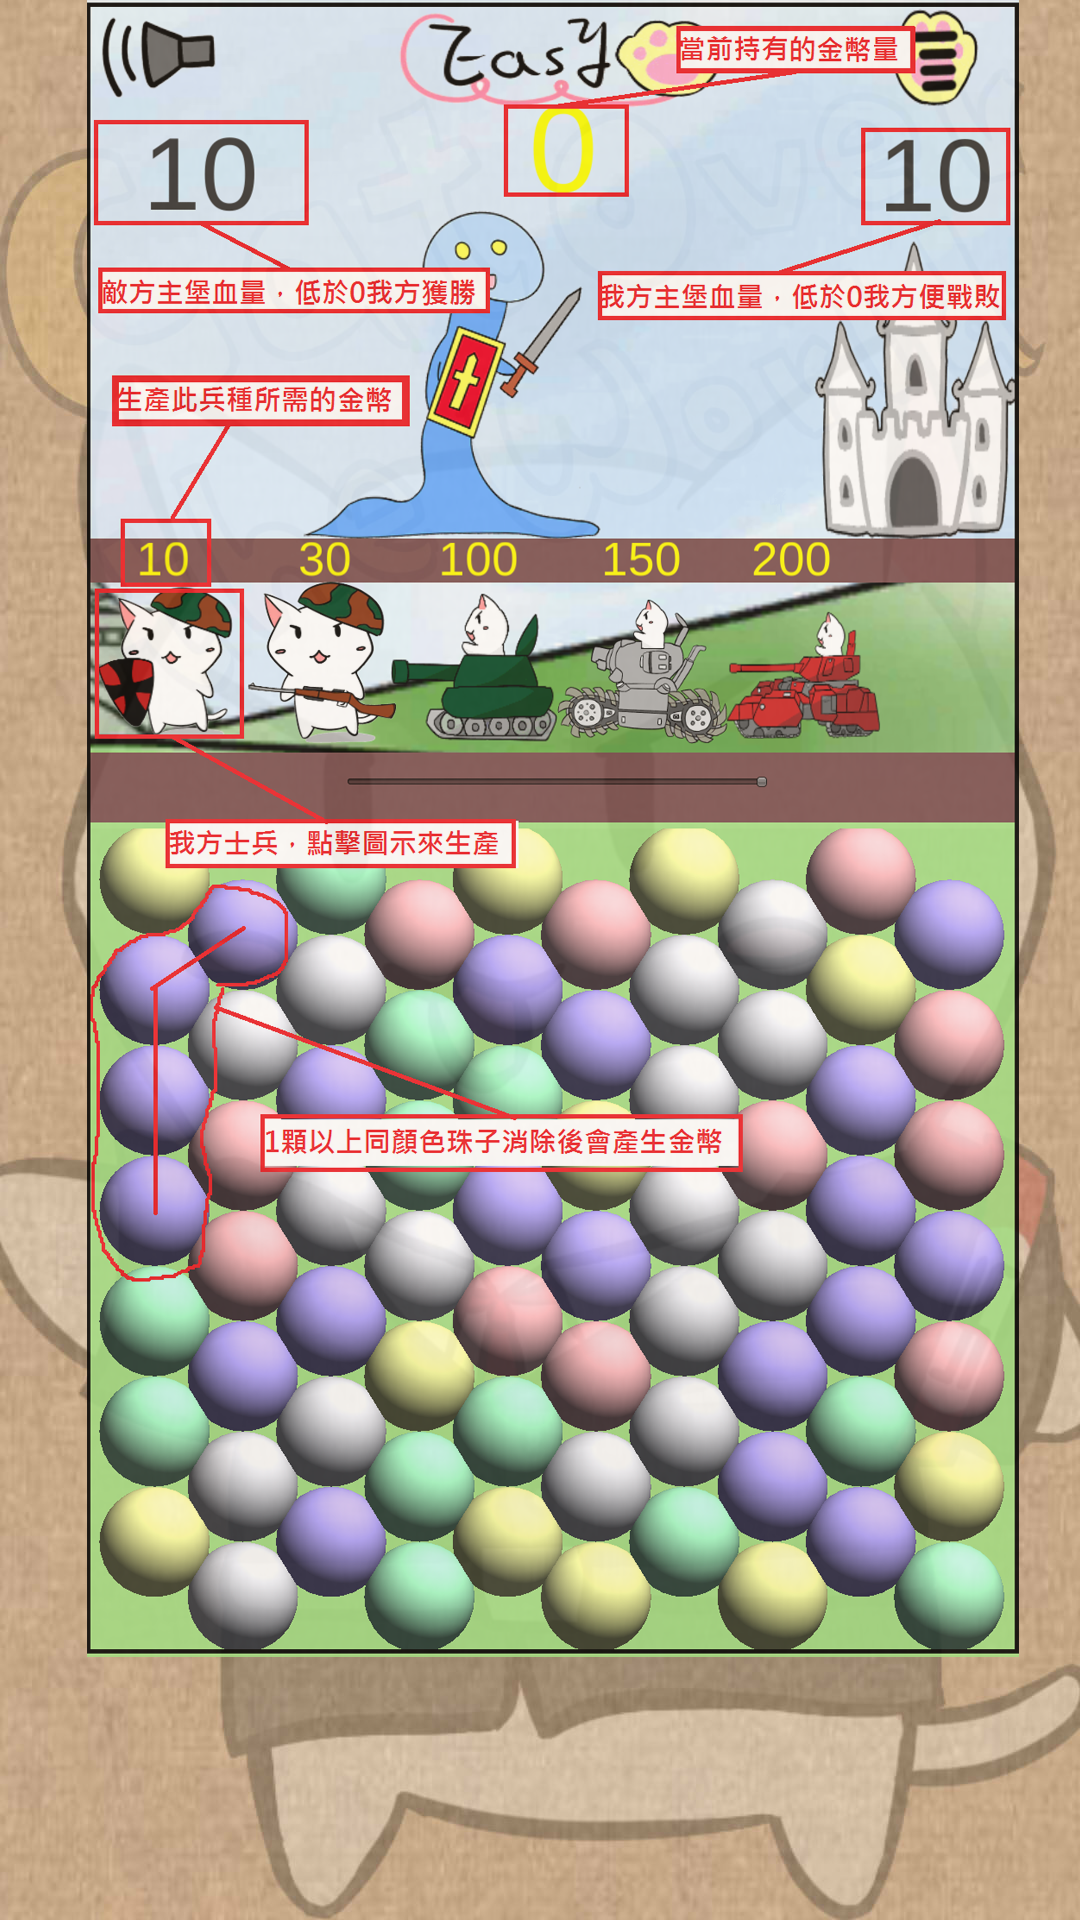 Easy
當前持有的金幣量
10
0
10
敵方主堡血量，低於0我方獲勝
我方主堡血量，低於0我方便戰敗
生產此兵種所需的金幣
10 30 100 150 200
我方士兵，點擊圖示來生產
1顆以上同顏色珠子消除後會產生金幣